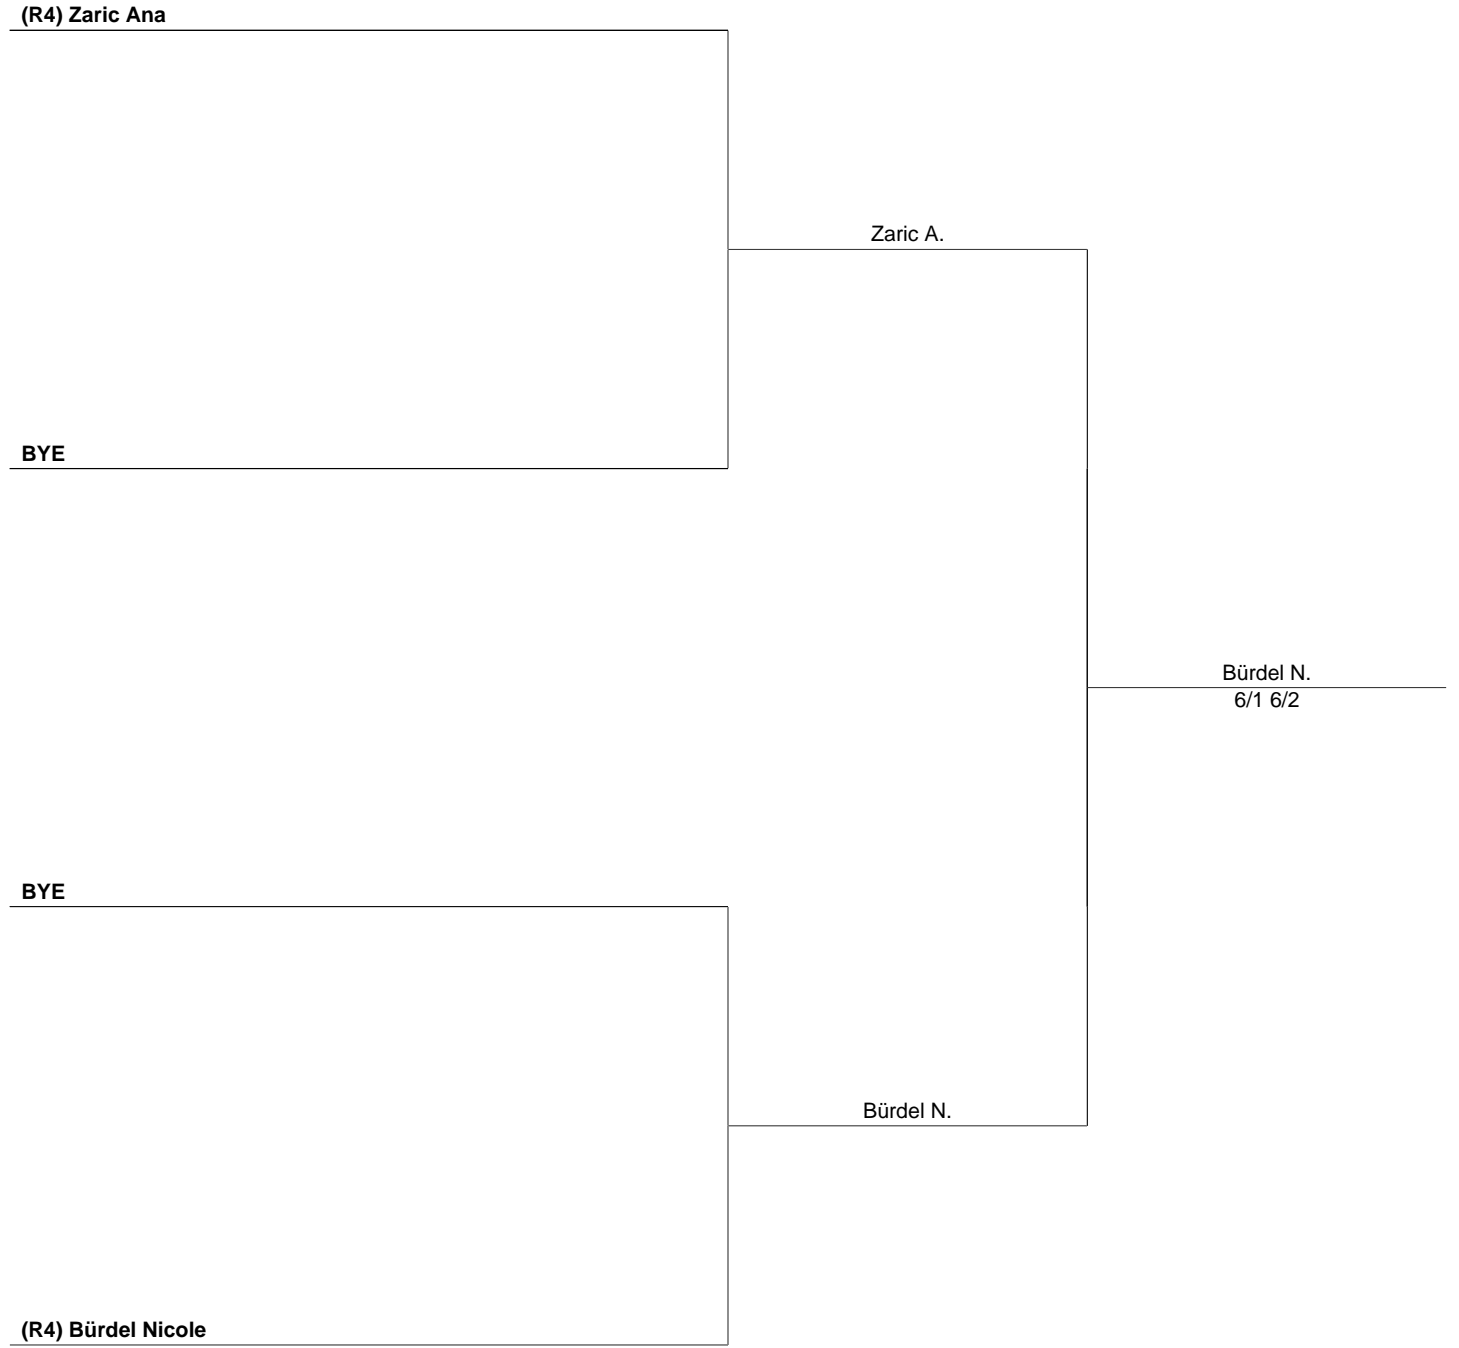 (R4) Zaric Ana
Zaric A.
BYE
Bürdel N.
6/1 6/2
BYE
Bürdel N.
(R4) Bürdel Nicole